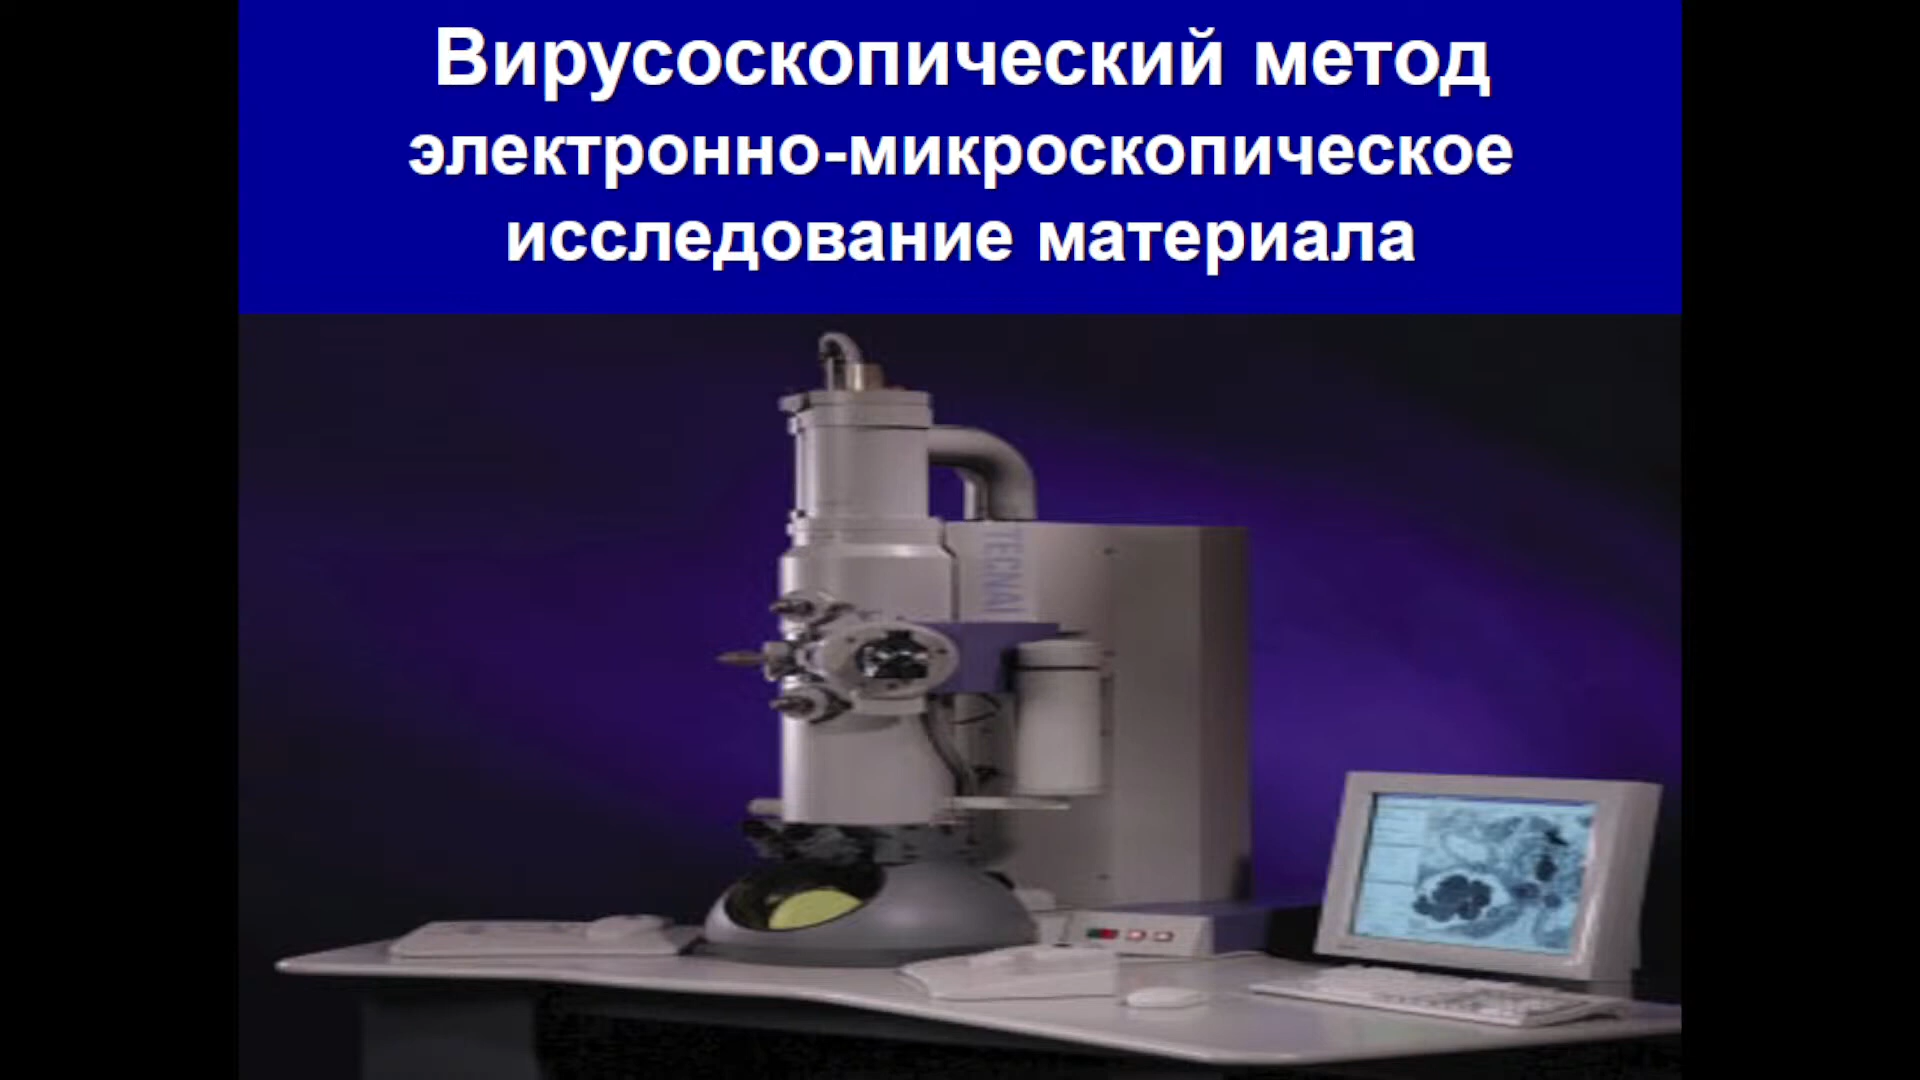 Вирусоскопический метод
электронно-микроскопическое
исследование материала
TECNAI